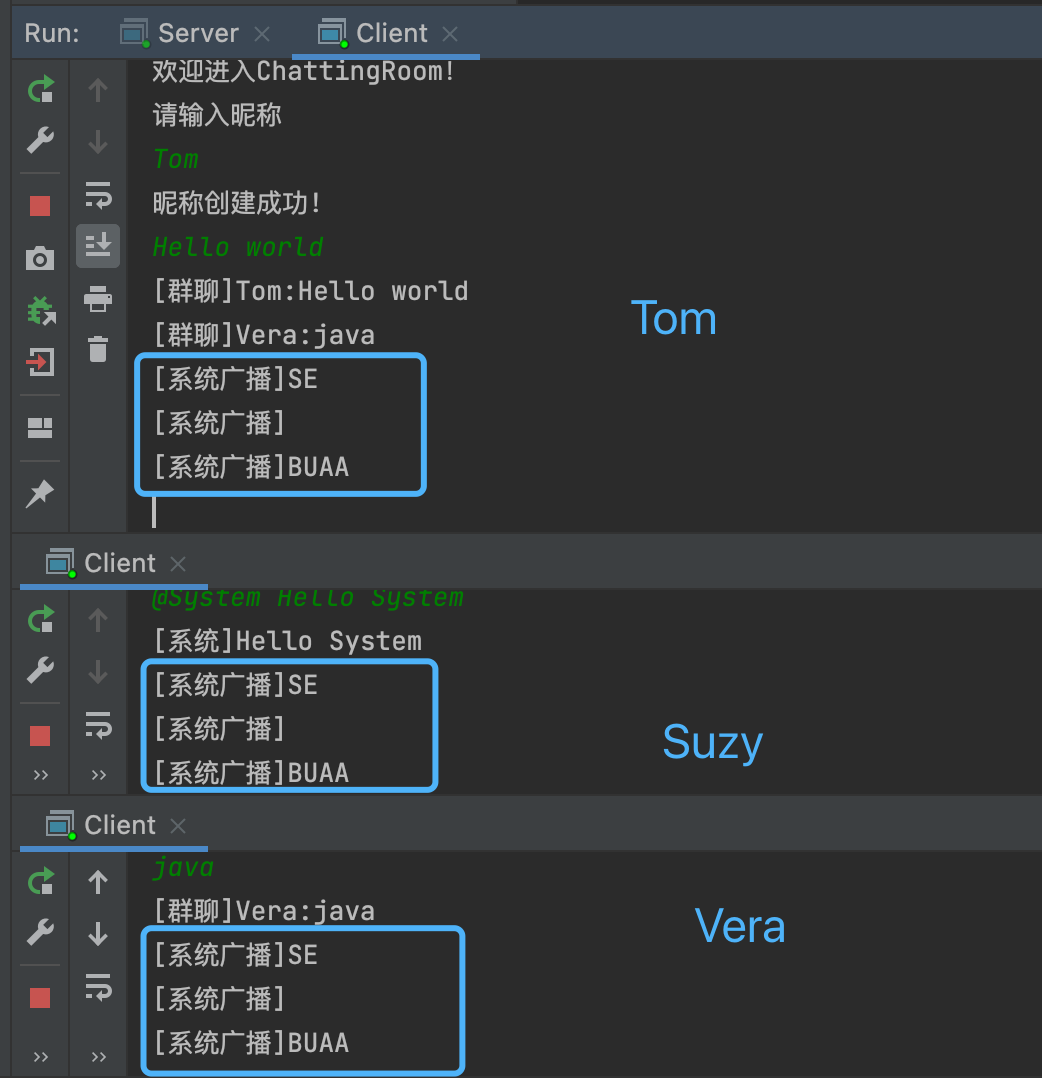 Run: Server Client
欢迎进入ChattingRoom!
请输入昵称
Tom
昵称创建成功!
Hello world
[群聊]Tom:Hello world
Tom
[群聊]Vera:java
[系统广播]SE
[系统广播]
[系统广播]BUAA
Client
@System Hello System
[系统]Hello System
[系统广播]SE
[系统广播]
Suzy
[系统广播]BUAA
Client
java
[群聊]Vera:java
Vera
[系统广播]SE
[系统广播]
[系统广播]BUAA